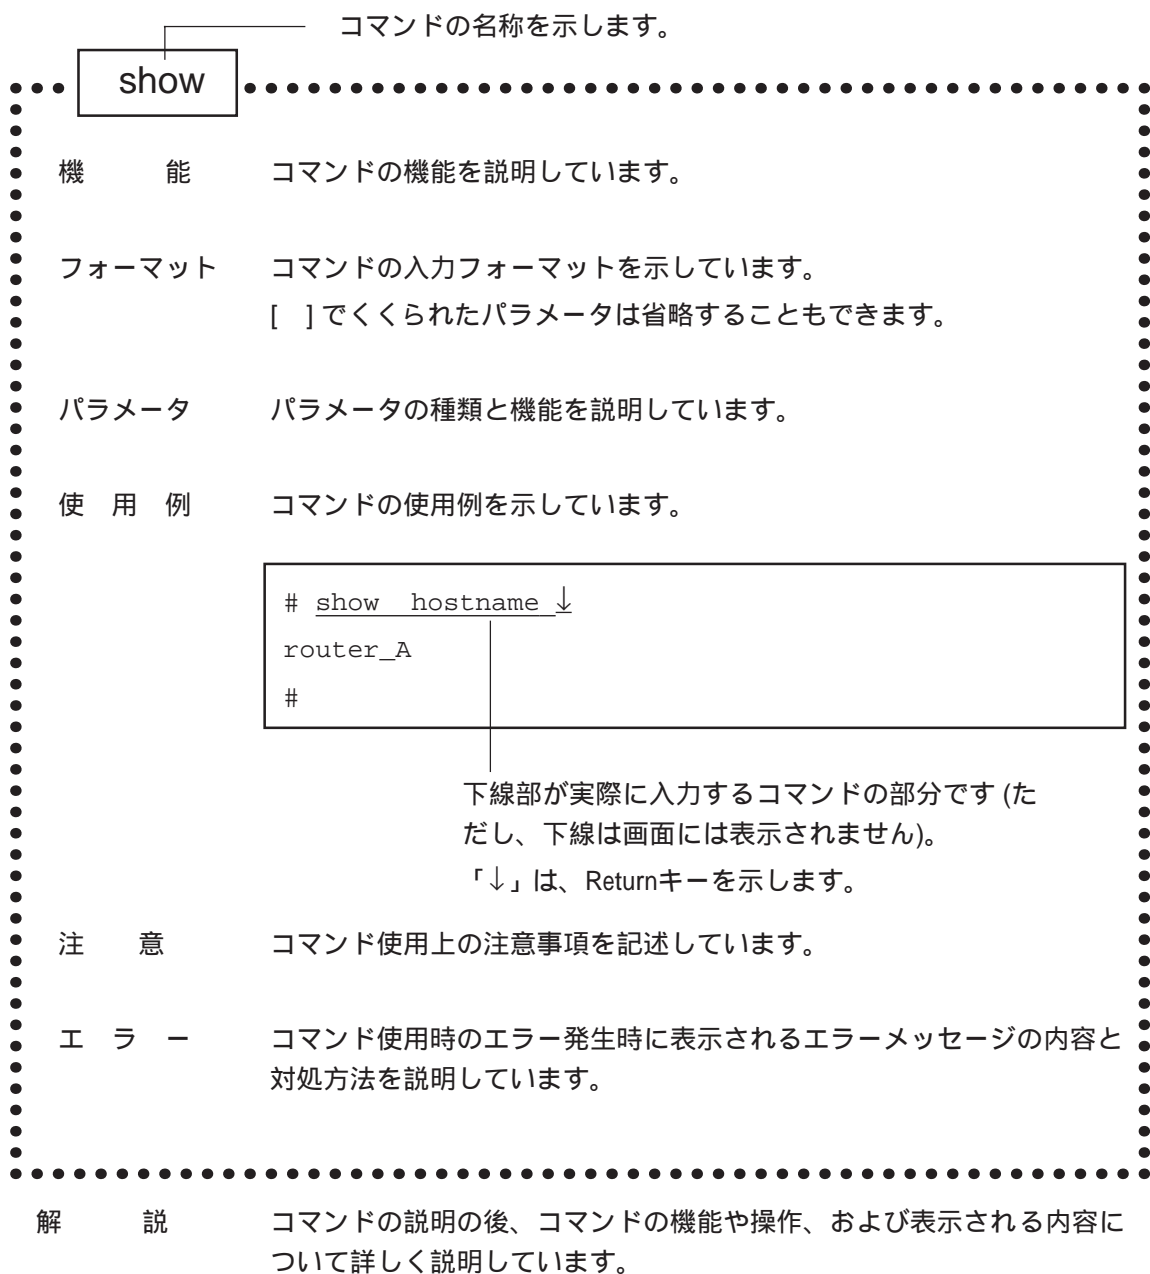 コマンドの名称を示します。
show
機　　能　　コマンドの機能を説明しています。
フォーマット　　コマンドの入力フォーマットを示しています。
[　] でくくられたパラメータは省略することもできます。
パラメータ　　パラメータの種類と機能を説明しています。
使　用　例　　コマンドの使用例を示しています。
# show hostname ↓
router_A
#
下線部が実際に入力するコマンドの部分です (た
だし、下線は画面には表示されません)。
「↓」は、Returnキーを示します。
注　　意　　コマンド使用上の注意事項を記述しています。
エ　ラ　ー　　コマンド使用時のエラー発生時に表示されるエラーメッセージの内容と
対処方法を説明しています。
解　　説　　コマンドの説明の後、コマンドの機能や操作、および表示される内容に
ついて詳しく説明しています。